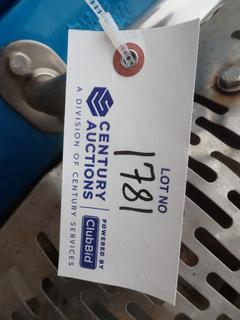 CENTURY
AUCTIONS
A DIVISION OF CENTURY SERVICES
POWERED BY
ClubBid
LOT NO
1781